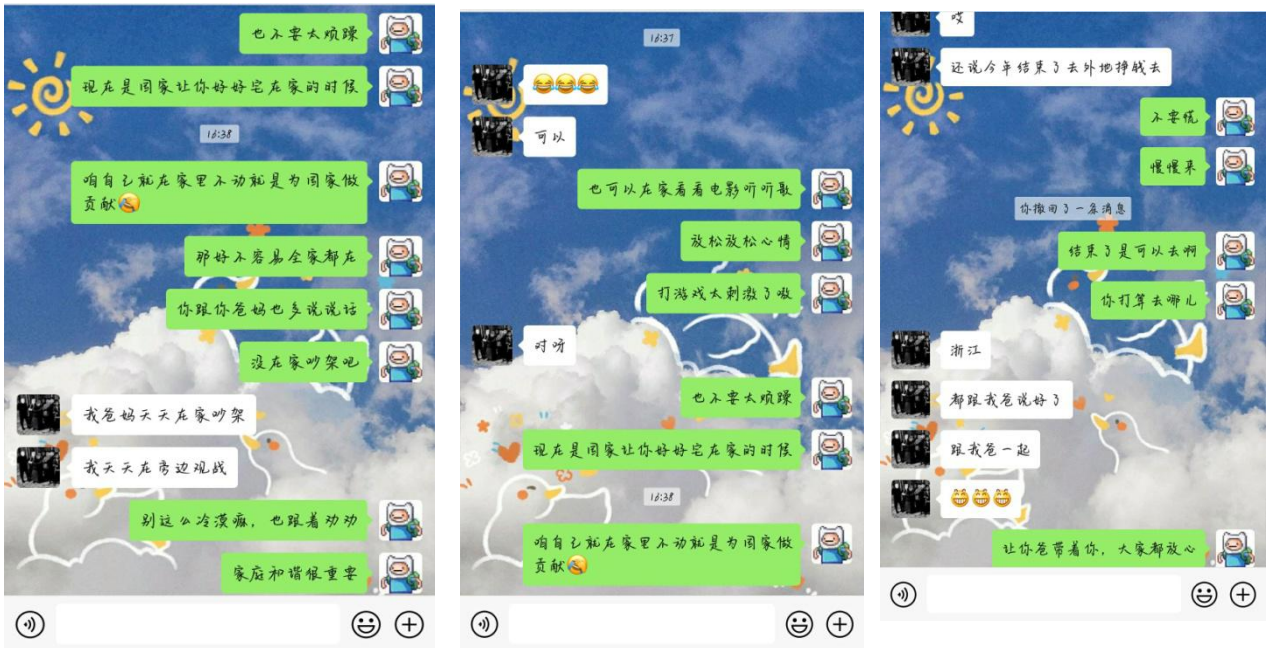 也不要太烦躁
现在是国家让你好好宅在家的时候
16:38
咱自己就在家里不动就是为国家做
贡献
那好不容易全家都在
你跟你爸妈也多说说话
没在家吵架吧
我爸妈天天在家吵架
我天天在旁边观战
别这么冷漠嘛，也跟着劝劝
家庭和谐很重要
16:37
可以
也可以在家看看电影听听歌
放松放松心情
打游戏太刺激了嗷
对呀
也不要太烦躁
现在是国家让你好好宅在家的时候
16:38
咱自己就在家里不动就是为国家做
贡献
哎
还说今年结束了去外地挣钱去
不要慌
慢慢来
你撤回了一条消息
结束了是可以去啊
你打算去哪儿
浙江
都跟我爸说好了
跟我爸一起
让你爸带着你，大家都放心